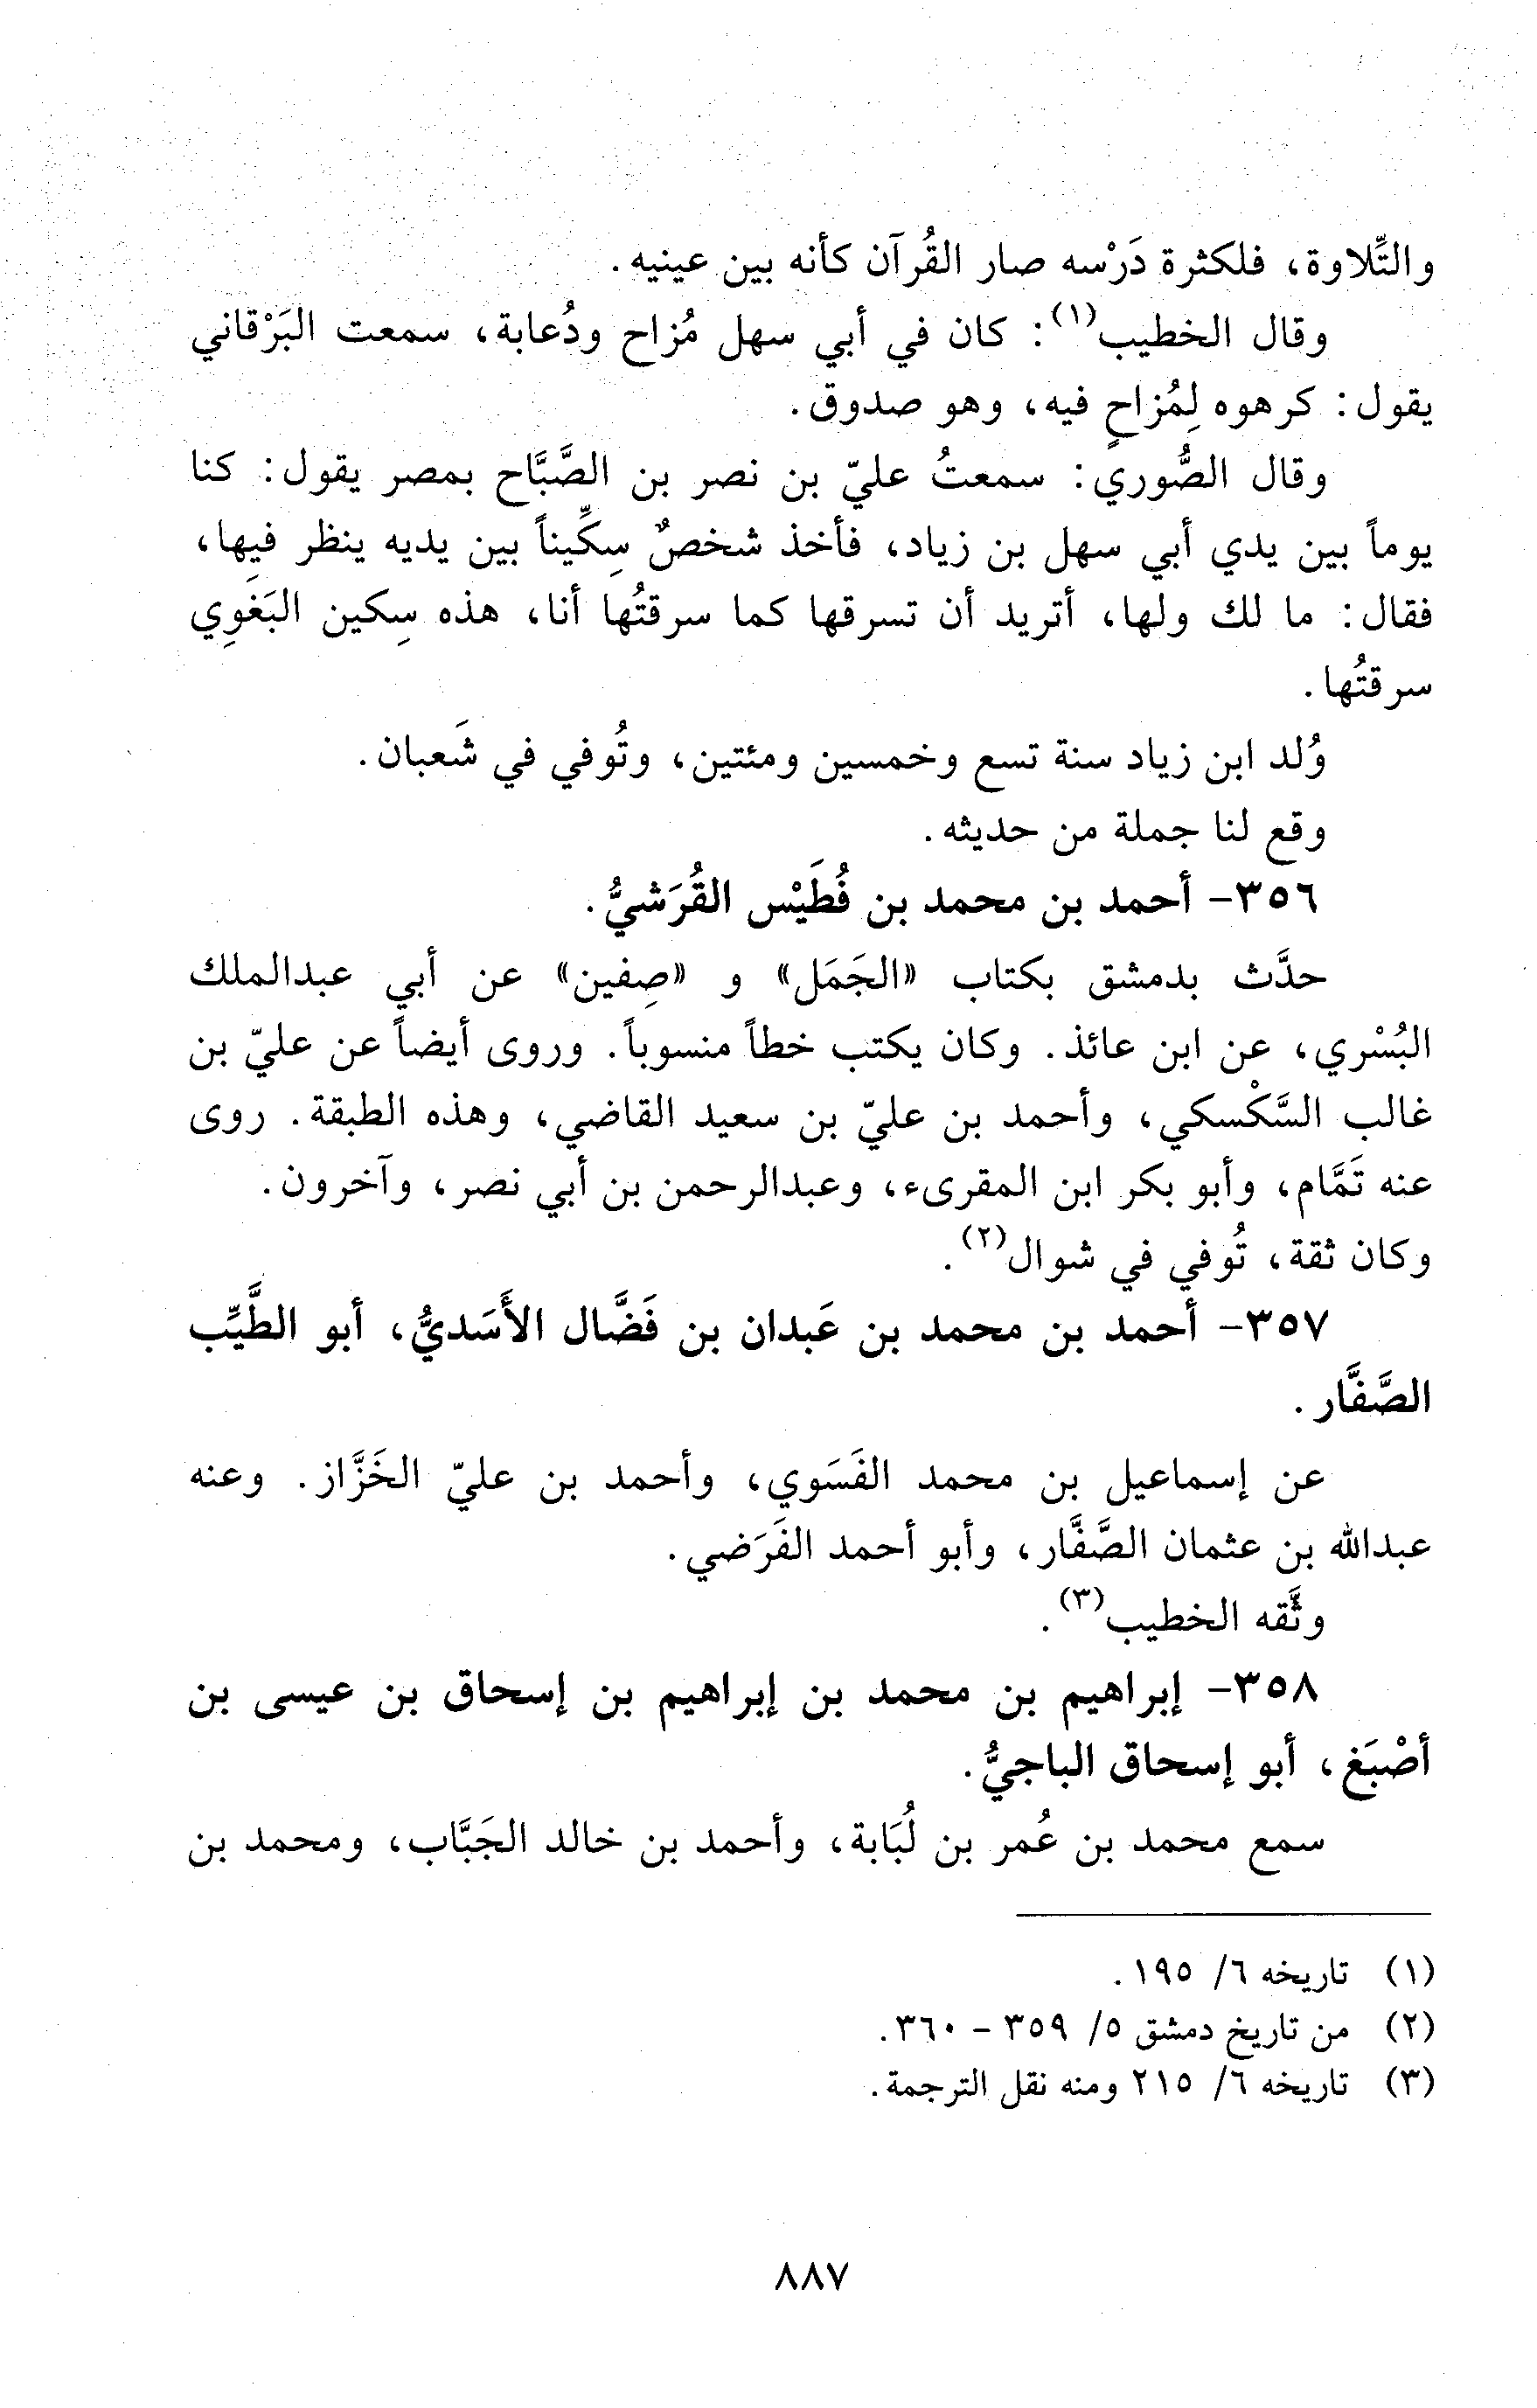 والتِّلاوة، فلكثرة دَرْسه صار القُرآن كأنه بين عينيه.
وقال الخطيب(١): كان في أبي سهل مُزاح ودُعابة، سمعت البَرْقاني
يقول: كرهوه لِمُزاحٍ فيه، وهو صدوق.
وقال الصُّوري: سمعتُ عليّ بن نصر بن الصَّبَّاح بمصر يقول: كنا
يوماً بين يدي أبي سهل بن زياد، فأخذ شخصٌ سِكِّيناً بين يديه ينظر فيها،
فقال: ما لك ولها، أتريد أن تسرقها كما سرقتُها أنا، هذه سِكين البَغَوِي
سرقتُها.
وُلد ابن زياد سنة تسع وخمسين ومئتين، وتُوفي في شَعبان.
وقع لنا جملة من حديثه.
٣٥٦- أحمد بن محمد بن فُطَيْس القُرَشيُّ.
حدَّث بدمشق بكتاب «الجَمَل» و «صِفين» عن أبي عبدالملك
البُسْري، عن ابن عائذ. وكان يكتب خطاً منسوباً. وروى أيضاً عن عليّ بن
غالب السَّكْسكي، وأحمد بن عليّ بن سعيد القاضي، وهذه الطبقة. روى
عنه تَمَّام، وأبو بكر ابن المقرىء، وعبدالرحمن بن أبي نصر، وآخرون.
وكان ثقة، تُوفي في شوال(٢).
٣٥٧- أحمد بن محمد بن عَبدان بن فَضَّال الأَسَديُّ، أبو الطَّيِّب
الصَّفَّار.
عن إسماعيل بن محمد الفَسَوي، وأحمد بن عليّ الخَزَّاز. وعنه
عبدالله بن عثمان الصَّفَّار، وأبو أحمد الفَرَضي.
وثَّقه الخطيب(٣).
٣٥٨- إبراهيم بن محمد بن إبراهيم بن إسحاق بن عيسى بن
أصْبَغ، أبو إسحاق الباجيُّ.
سمع محمد بن عُمر بن لُبَابة، وأحمد بن خالد الجَبَّاب، ومحمد بن
(١) تاريخه ٦/ ١٩٥.
(٢) من تاريخ دمشق ٥/ ٣٥٩ - ٣٦٠.
(٣) تاريخه ٦/ ٢١٥ ومنه نقل الترجمة.
٨٨٧